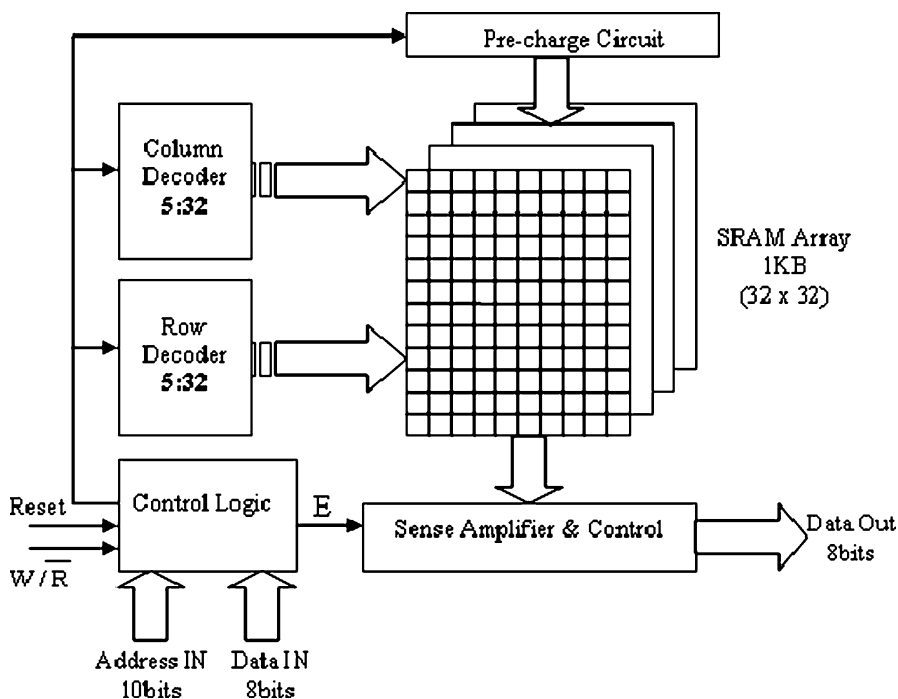 Pre-charge Circuit
Column
Decoder
5:32
SRAM Array
1KB
(32 x 32)
Row
Decoder
5:32
Control Logic
E
Reset
W / R̅
Sense Amplifier & Control
Data Out
8bits
Address IN
10bits
Data IN
8bits